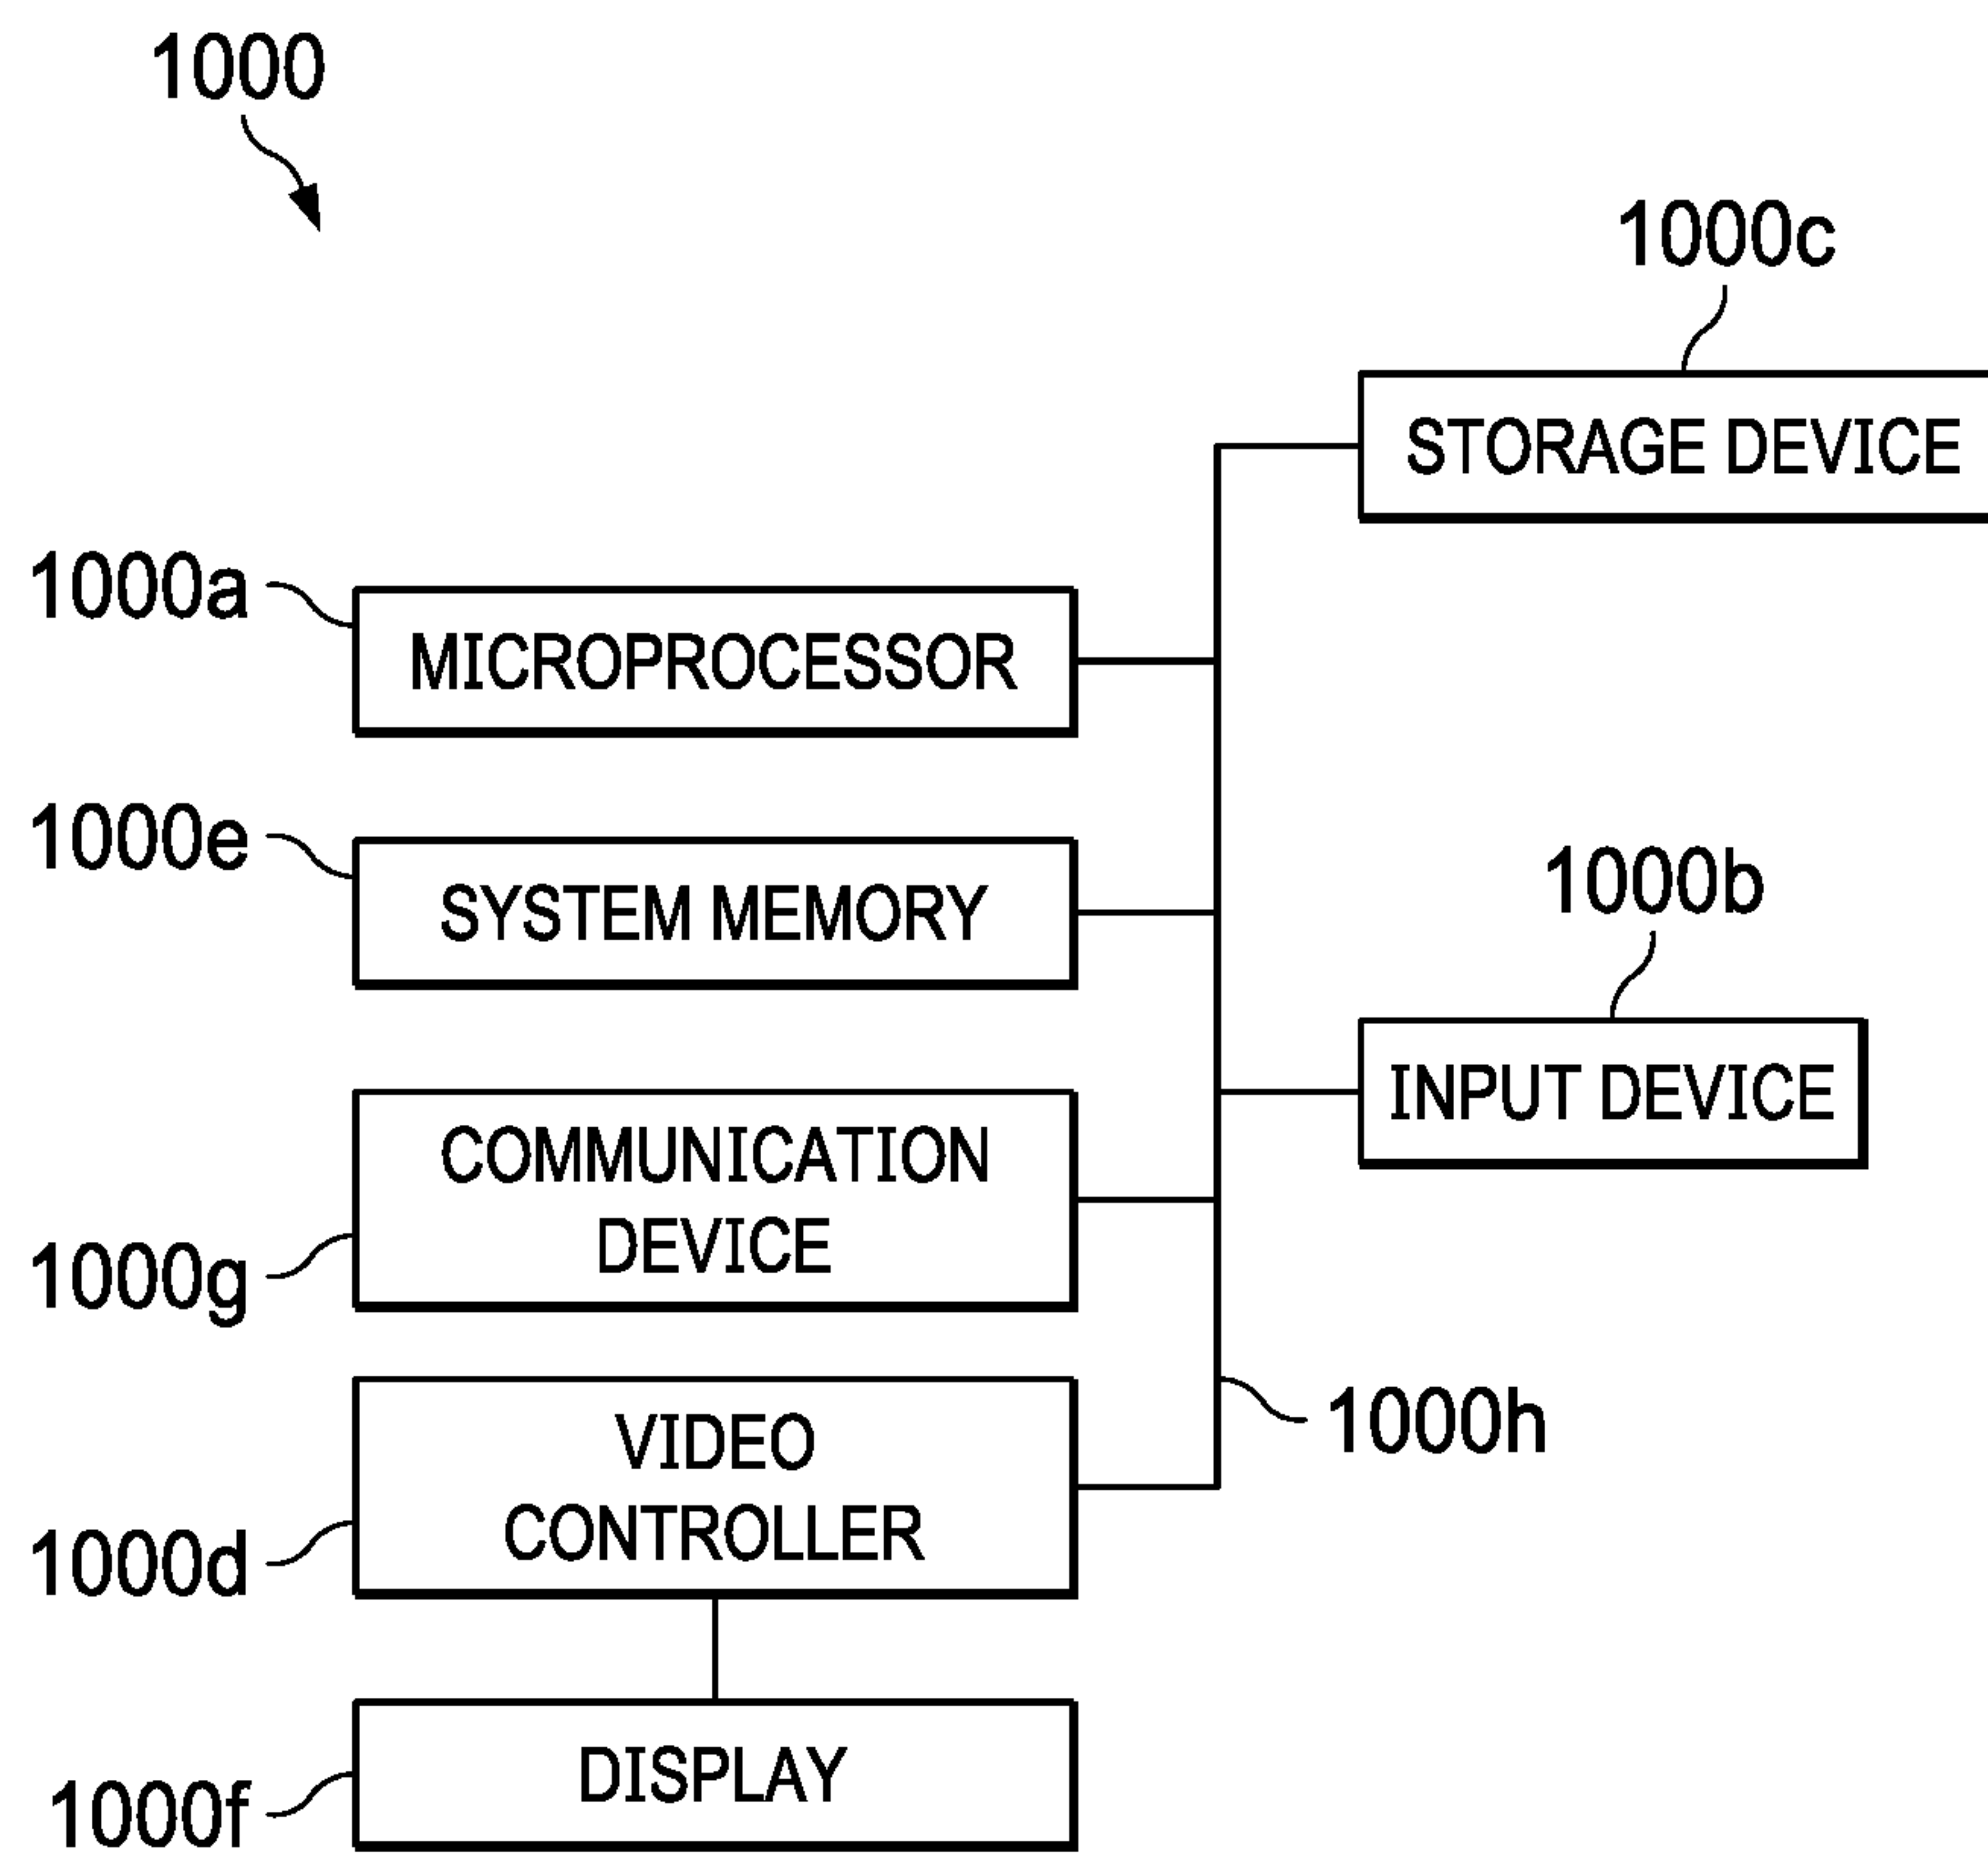 1000
1000c
STORAGE DEVICE
1000a
MICROPROCESSOR
1000e
SYSTEM MEMORY
1000b
INPUT DEVICE
COMMUNICATION
DEVICE
1000g
VIDEO
CONTROLLER
1000h
1000d
DISPLAY
1000f